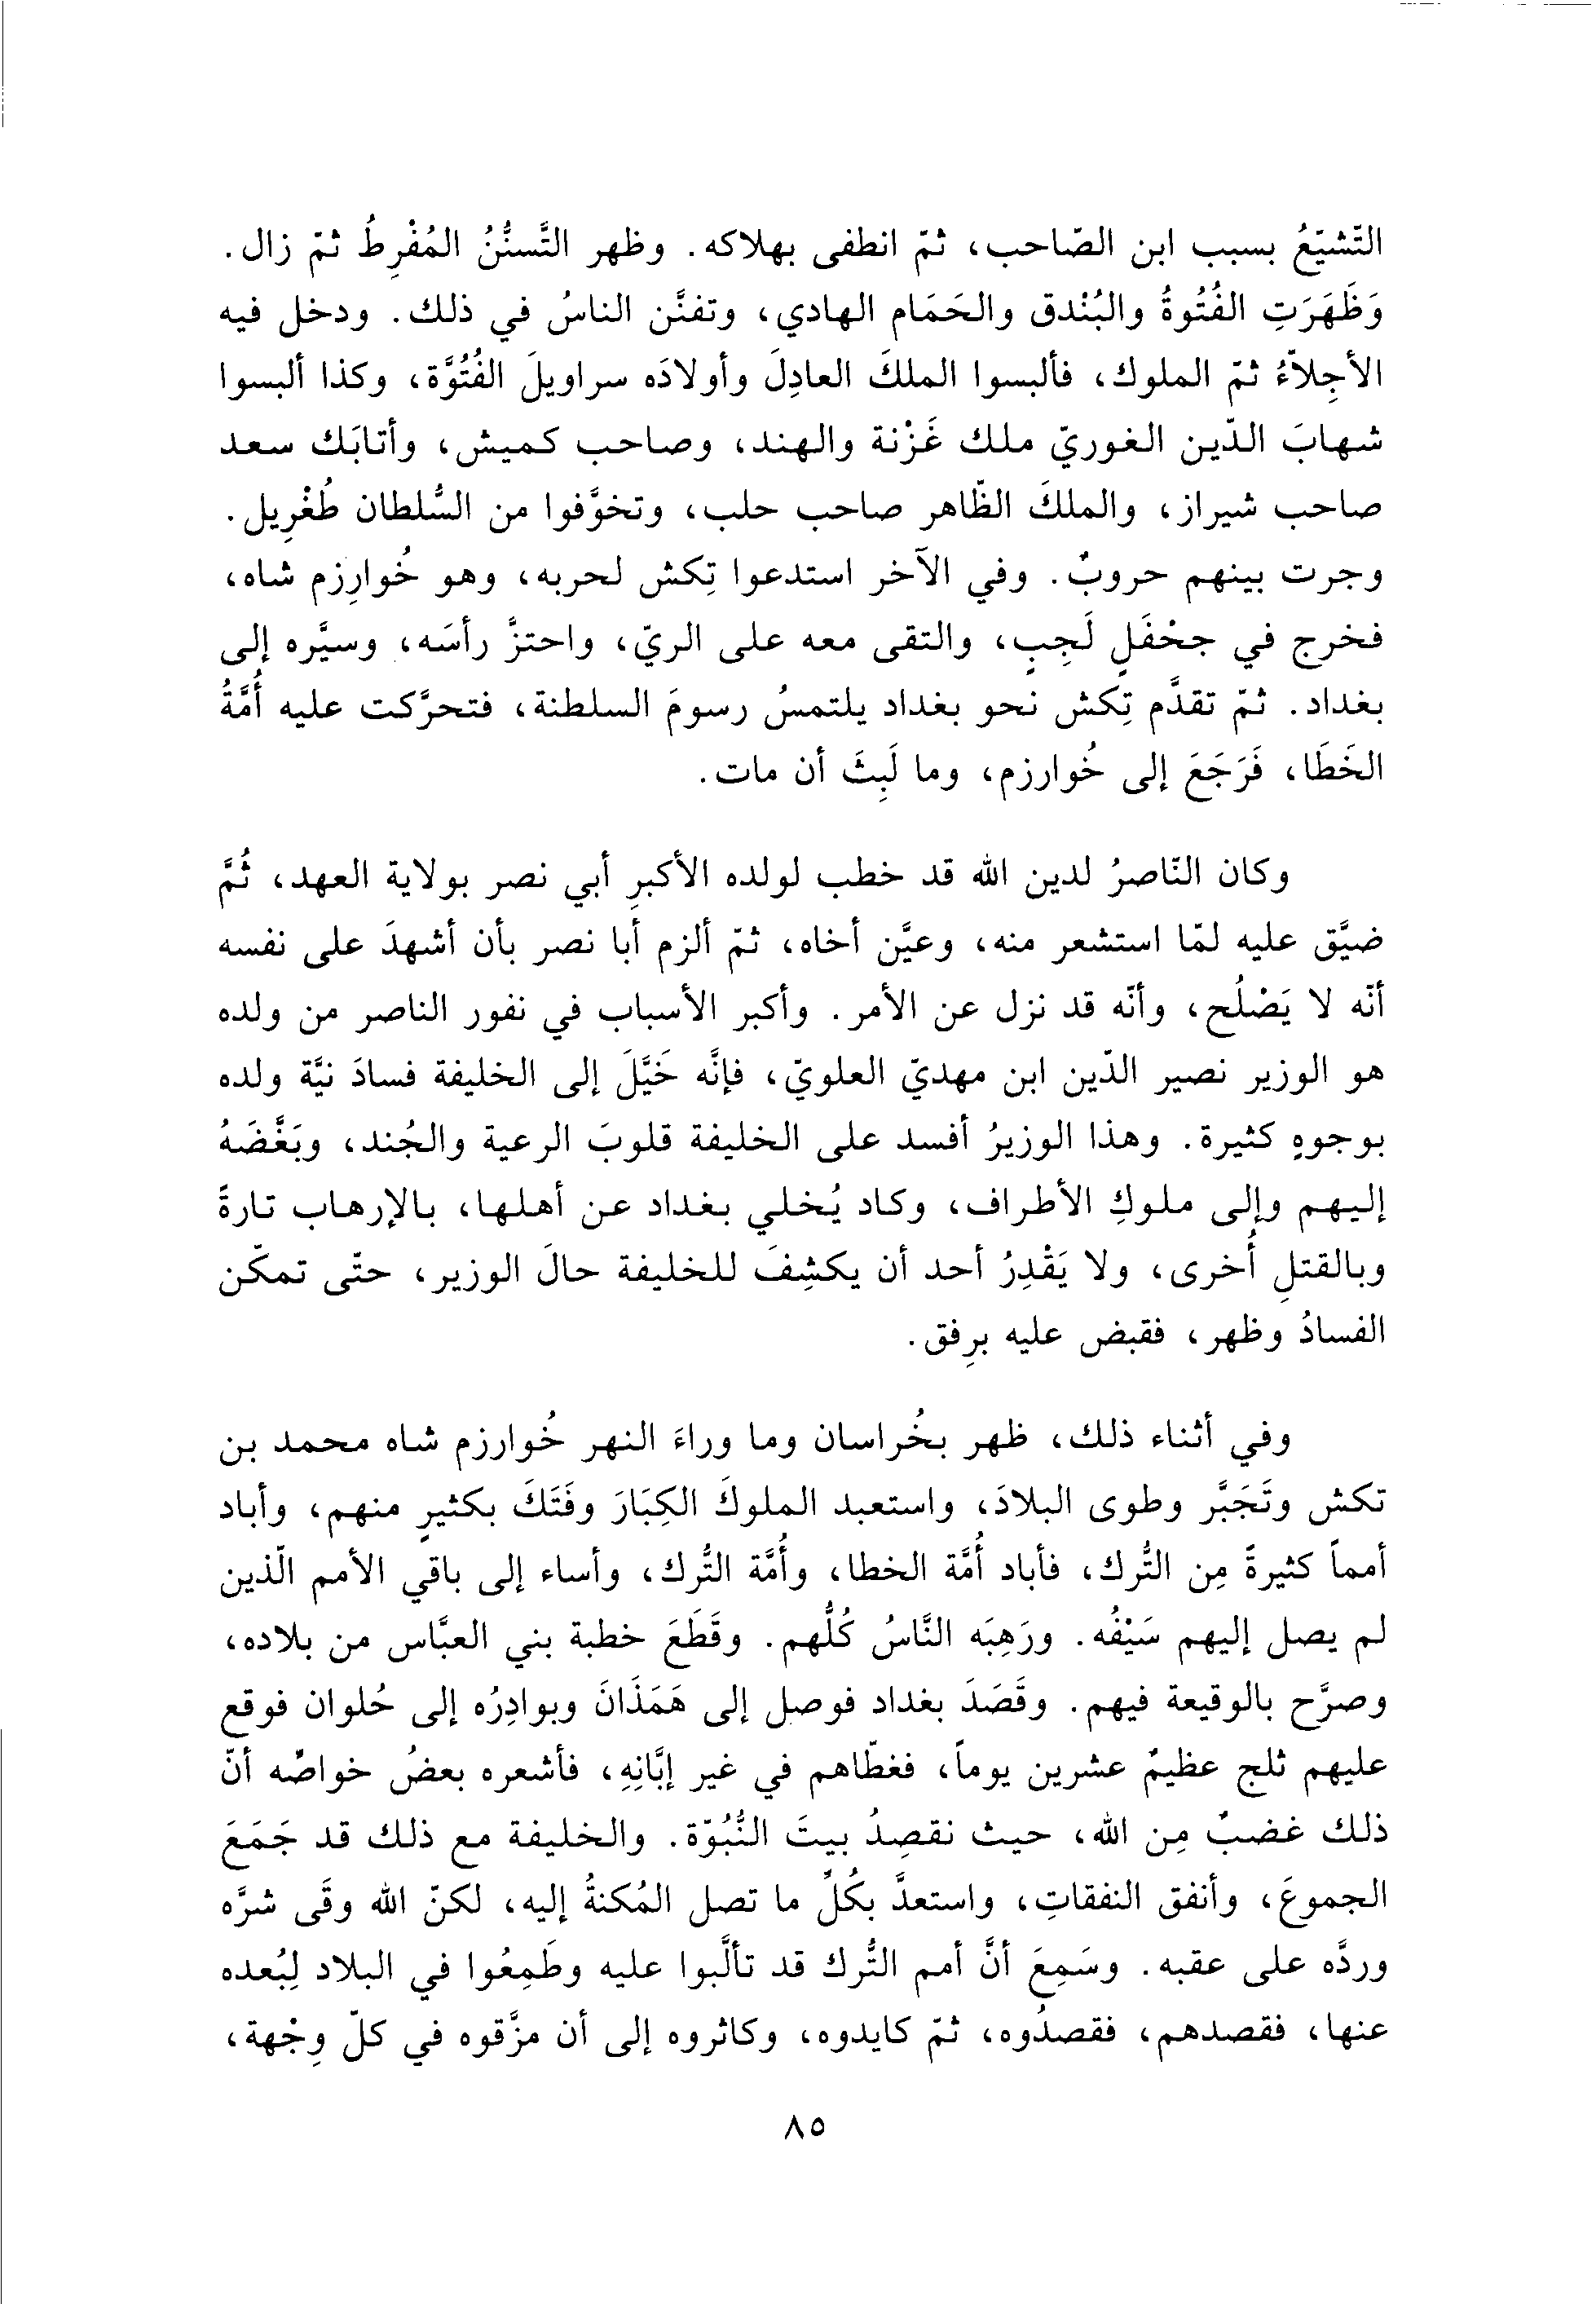 التّشيّعُ بسبب ابن الصّاحب، ثمّ انطفى بهلاكه. وظهر التَّسنُّنُ المُفْرِطُ ثمّ زال.
وَظَهَرَتِ الفُتُوةُ والبُنْدق والحَمَام الهادي، وتفنَّن الناسُ في ذلك. ودخل فيه
الأجِلاّءُ ثمّ الملوك، فألبسوا الملكَ العادِلَ وأولادَه سراويلَ الفُتُوَّة، وكذا ألبسوا
شهابَ الدّين الغوريّ ملك غَزْنة والهند، وصاحب كميش، وأتابَك سعد
صاحب شيراز، والملكَ الظّاهر صاحب حلب، وتخوَّفوا من السُّلطان طُغْرِيل.
وجرت بينهم حروبٌ. وفي الآخر استدعوا تِكش لحربه، وهو خُوارِزم شاه،
فخرج في جحْفَلٍ لَجِبٍ، والتقى معه على الريّ، واحتزَّ رأسَه، وسيَّره إلى
بغداد. ثمّ تقدَّم تِكش نحو بغداد يلتمسُ رسومَ السلطنة، فتحرَّكت عليه أُمَّةُ
الخَطَا، فَرَجَعَ إلى خُوارزم، وما لَبِثَ أن مات.
وكان النّاصرُ لدين الله قد خطب لولده الأكبرِ أبي نصر بولاية العهد، ثُمَّ
ضيَّق عليه لمّا استشعر منه، وعيَّن أخاه، ثمّ ألزم أبا نصر بأن أشهدَ على نفسه
أنّه لا يَصْلُح، وأنّه قد نزل عن الأمر. وأكبر الأسباب في نفور الناصر من ولده
هو الوزير نصير الدّين ابن مهديّ العلويّ، فإنَّه خَيَّلَ إلى الخليفة فسادَ نيَّة ولده
بوجوهٍ كثيرة. وهذا الوزيرُ أفسد على الخليفة قلوبَ الرعية والجُند، وبَغَّضَهُ
إليهم وإلى ملوكِ الأطراف، وكاد يُخلي بغداد عن أهلها، بالإرهاب تارةً
وبالقتلِ أُخرى، ولا يَقْدِرُ أحد أن يكشِفَ للخليفة حالَ الوزير، حتّى تمكّن
الفسادُ وظهر، فقبض عليه برِفق.
وفي أثناء ذلك، ظهر بخُراسان وما وراءَ النهر خُوارزم شاه محمد بن
تكش وتَجَبَّر وطوى البلادَ، واستعبد الملوكَ الكِبَارَ وفَتَكَ بكثيرٍ منهم، وأباد
أمماً كثيرةً مِن التُّرك، فأباد أُمَّة الخطا، وأُمَّة التُّرك، وأساء إلى باقي الأمم الّذين
لم يصل إليهم سَيْفُه. ورَهِبَه النَّاسُ كُلُّهم. وقَطَعَ خطبة بني العبَّاس من بلاده،
وصرَّح بالوقيعة فيهم. وقَصَدَ بغداد فوصل إلى هَمَذَانَ وبوادِرُه إلى حُلوان فوقع
عليهم ثلج عظيمٌ عشرين يوماً، فغطّاهم في غير إبَّانِهِ، فأشعره بعضُ خواصِّه أنّ
ذلك غضبٌ مِن الله، حيث نقصِدُ بيتَ النُّبُوّة. والخليفة مع ذلك قد جَمَعَ
الجموعَ، وأنفق النفقاتِ، واستعدَّ بكُلِّ ما تصل المُكنةُ إليه، لكنّ الله وقَى شرَّه
وردَّه على عقبه. وسَمِعَ أنَّ أمم التُّرك قد تألَّبوا عليه وطَمِعُوا في البلاد لِبُعده
عنها، فقصدهم، فقصدُوه، ثمّ كايدوه، وكاثروه إلى أن مزَّقوه في كلّ وِجْهة،
٨٥